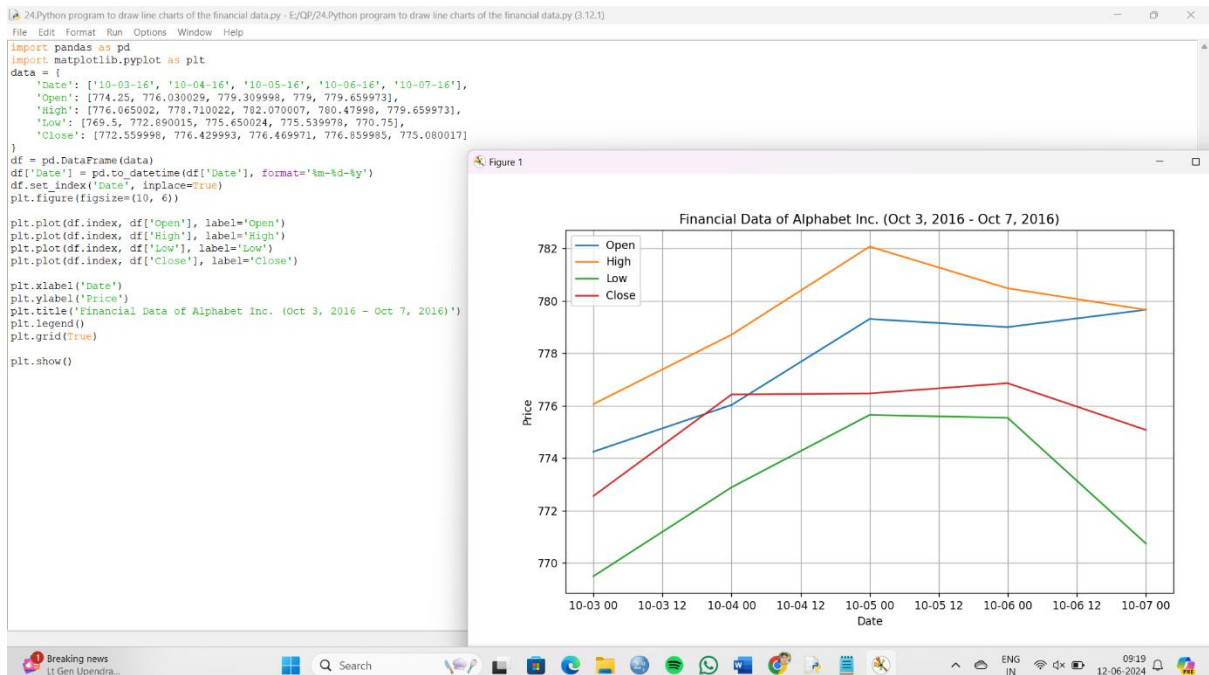 24.Python program to draw line charts of the financial data.py - E:/QP/24.Python program to draw line charts of the financial data.py (3.12.1)
File Edit Format Run Options Window Help
import pandas as pd
import matplotlib.pyplot as plt
data = {
    'Date': ['10-03-16', '10-04-16', '10-05-16', '10-06-16', '10-07-16'],
    'Open': [774.25, 776.030029, 779.309998, 779, 779.659973],
    'High': [776.065002, 778.710022, 782.070007, 780.47998, 779.659973],
    'Low': [769.5, 772.890015, 775.650024, 775.539978, 770.75],
    'Close': [772.559998, 776.429993, 776.469971, 776.859985, 775.080017]
}
df = pd.DataFrame(data)
df['Date'] = pd.to_datetime(df['Date'], format='%m-%d-%y')
df.set_index('Date', inplace=True)
plt.figure(figsize=(10, 6))
plt.plot(df.index, df['Open'], label='Open')
plt.plot(df.index, df['High'], label='High')
plt.plot(df.index, df['Low'], label='Low')
plt.plot(df.index, df['Close'], label='Close')
plt.xlabel('Date')
plt.ylabel('Price')
plt.title('Financial Data of Alphabet Inc. (Oct 3, 2016 - Oct 7, 2016)')
plt.legend()
plt.grid(True)
plt.show()
Figure 1
Financial Data of Alphabet Inc. (Oct 3, 2016 - Oct 7, 2016)
Open
High
Low
Close
782
780
778
776
774
772
770
Price
10-03 00 10-03 12 10-04 00 10-04 12 10-05 00 10-05 12 10-06 00 10-06 12 10-07 00
Date
1
Breaking news
Lt Gen Upendra...
Search
ENG
IN
09:19
12-06-2024
PRE